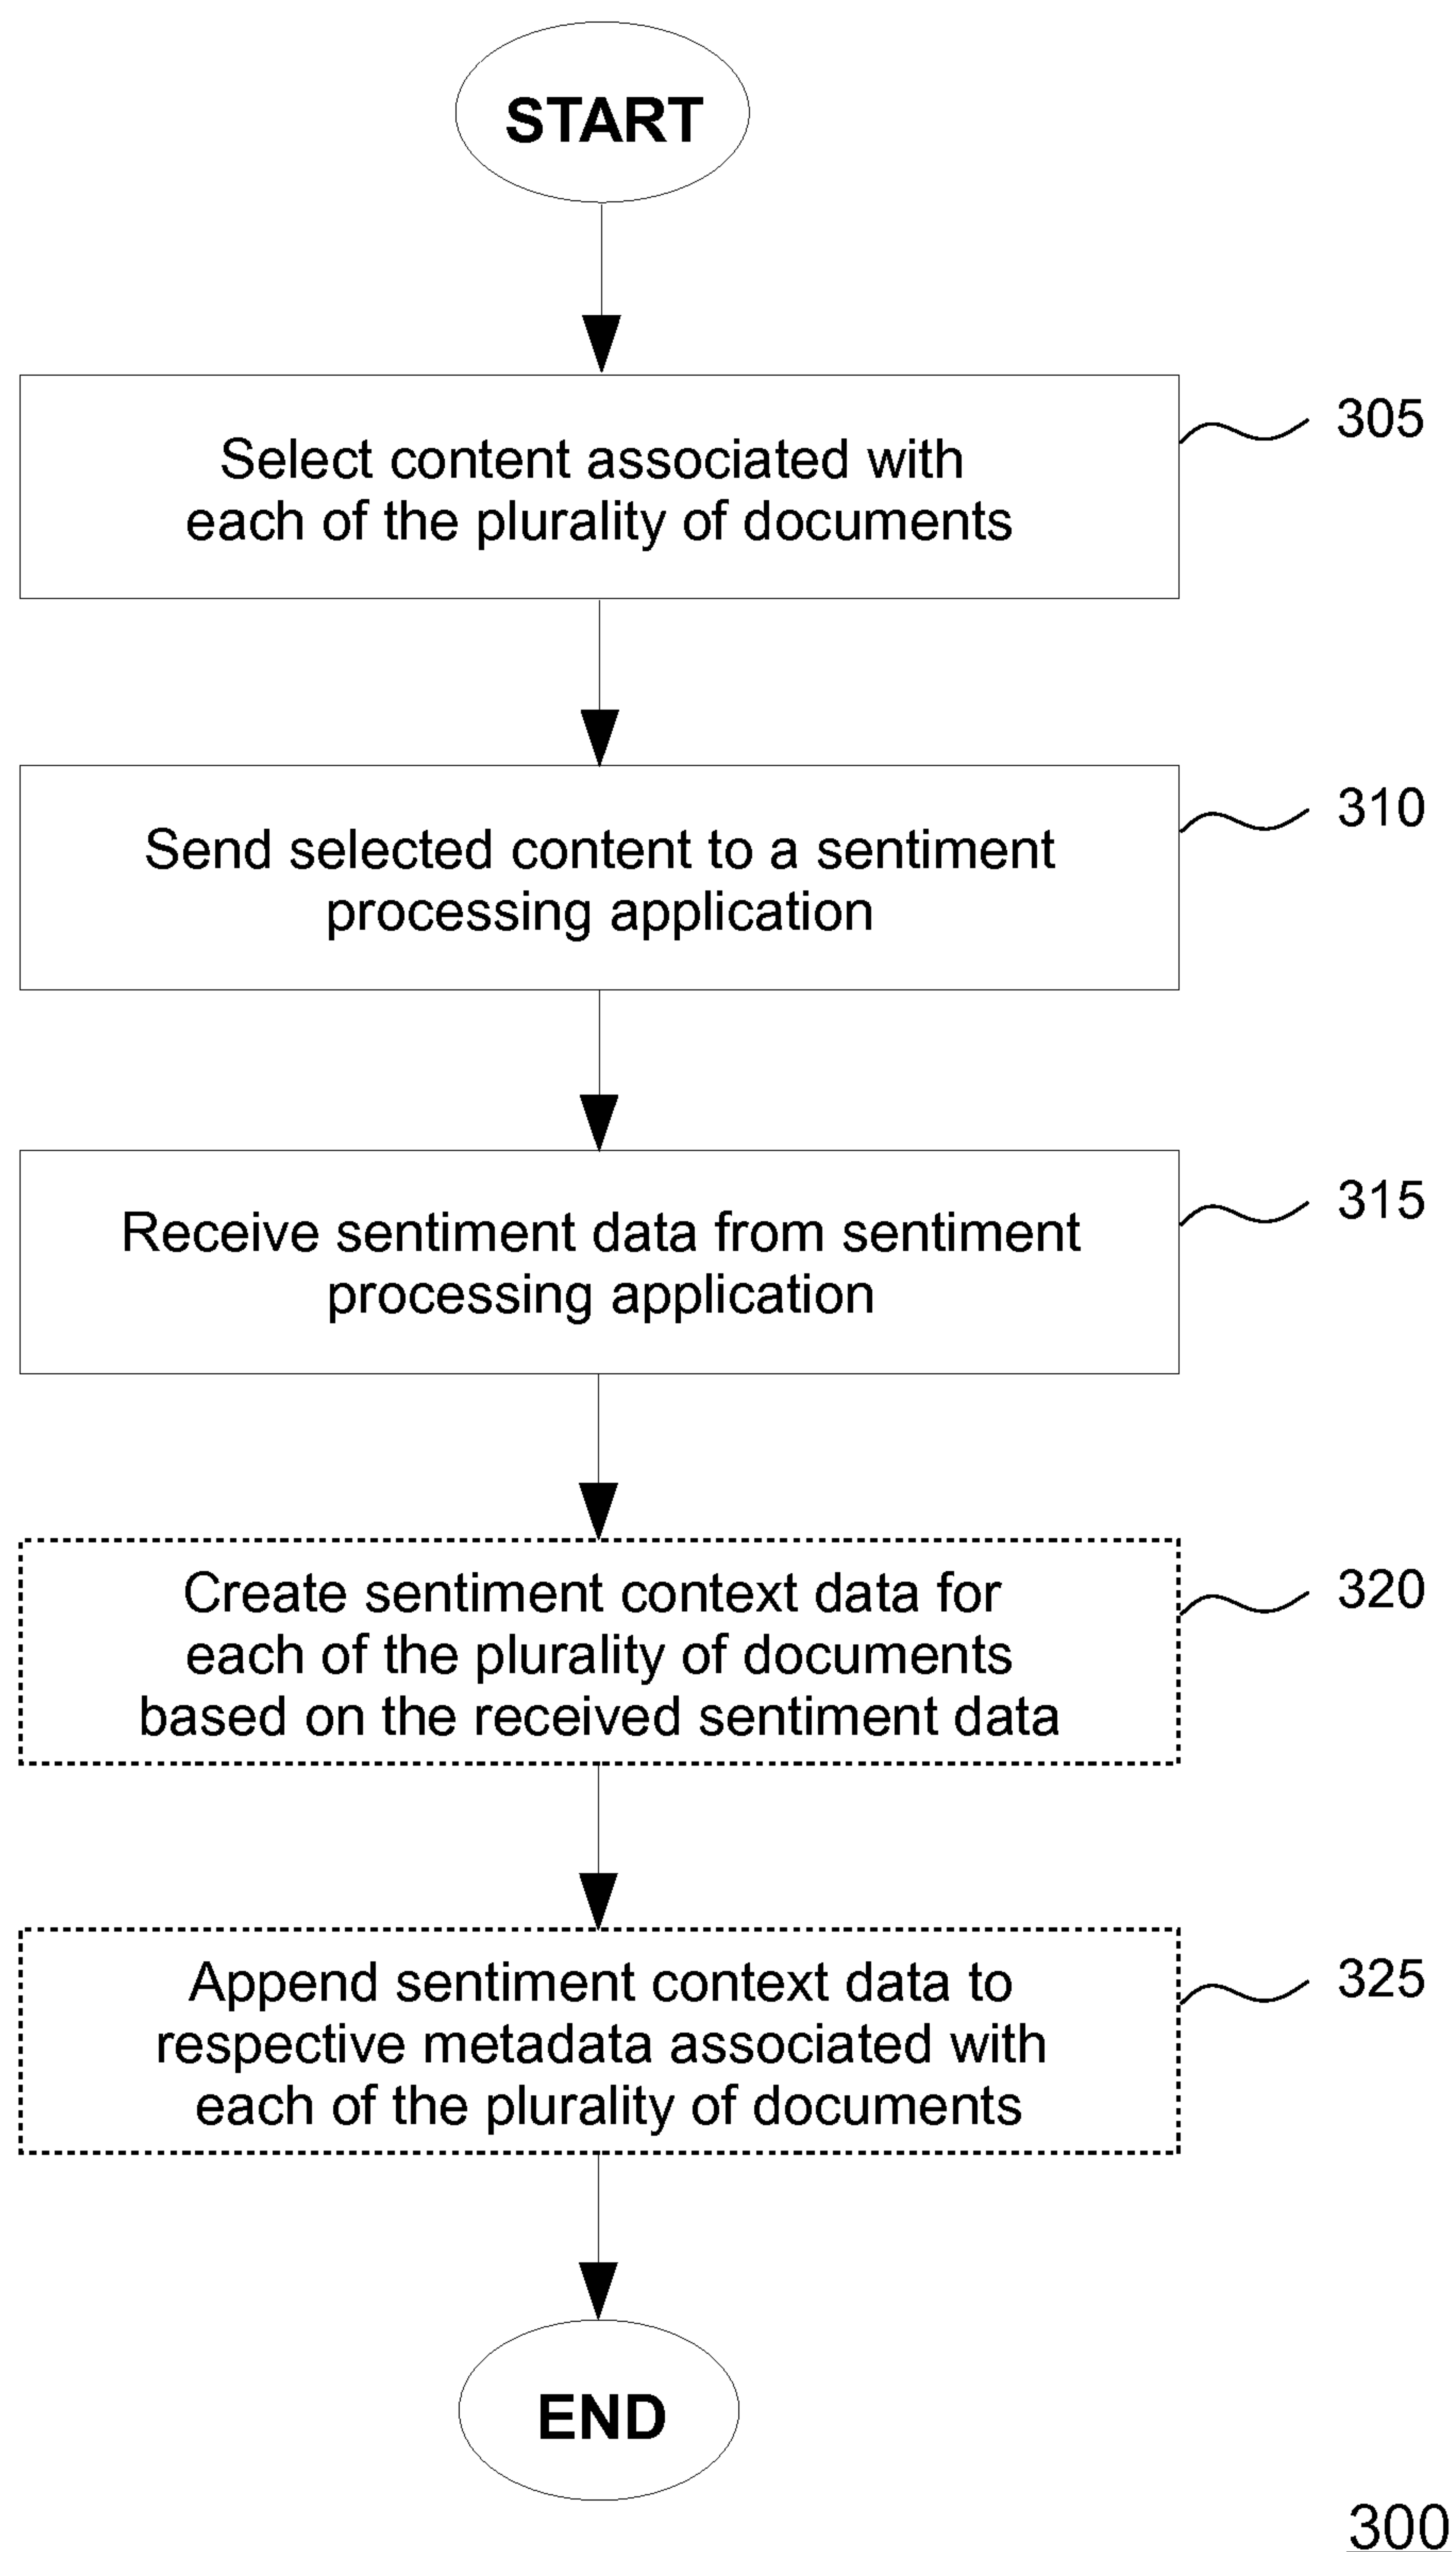 START
Select content associated with
each of the plurality of documents
305
Send selected content to a sentiment
processing application
310
Receive sentiment data from sentiment
processing application
315
Create sentiment context data for
each of the plurality of documents
based on the received sentiment data
320
Append sentiment context data to
respective metadata associated with
each of the plurality of documents
325
END
300